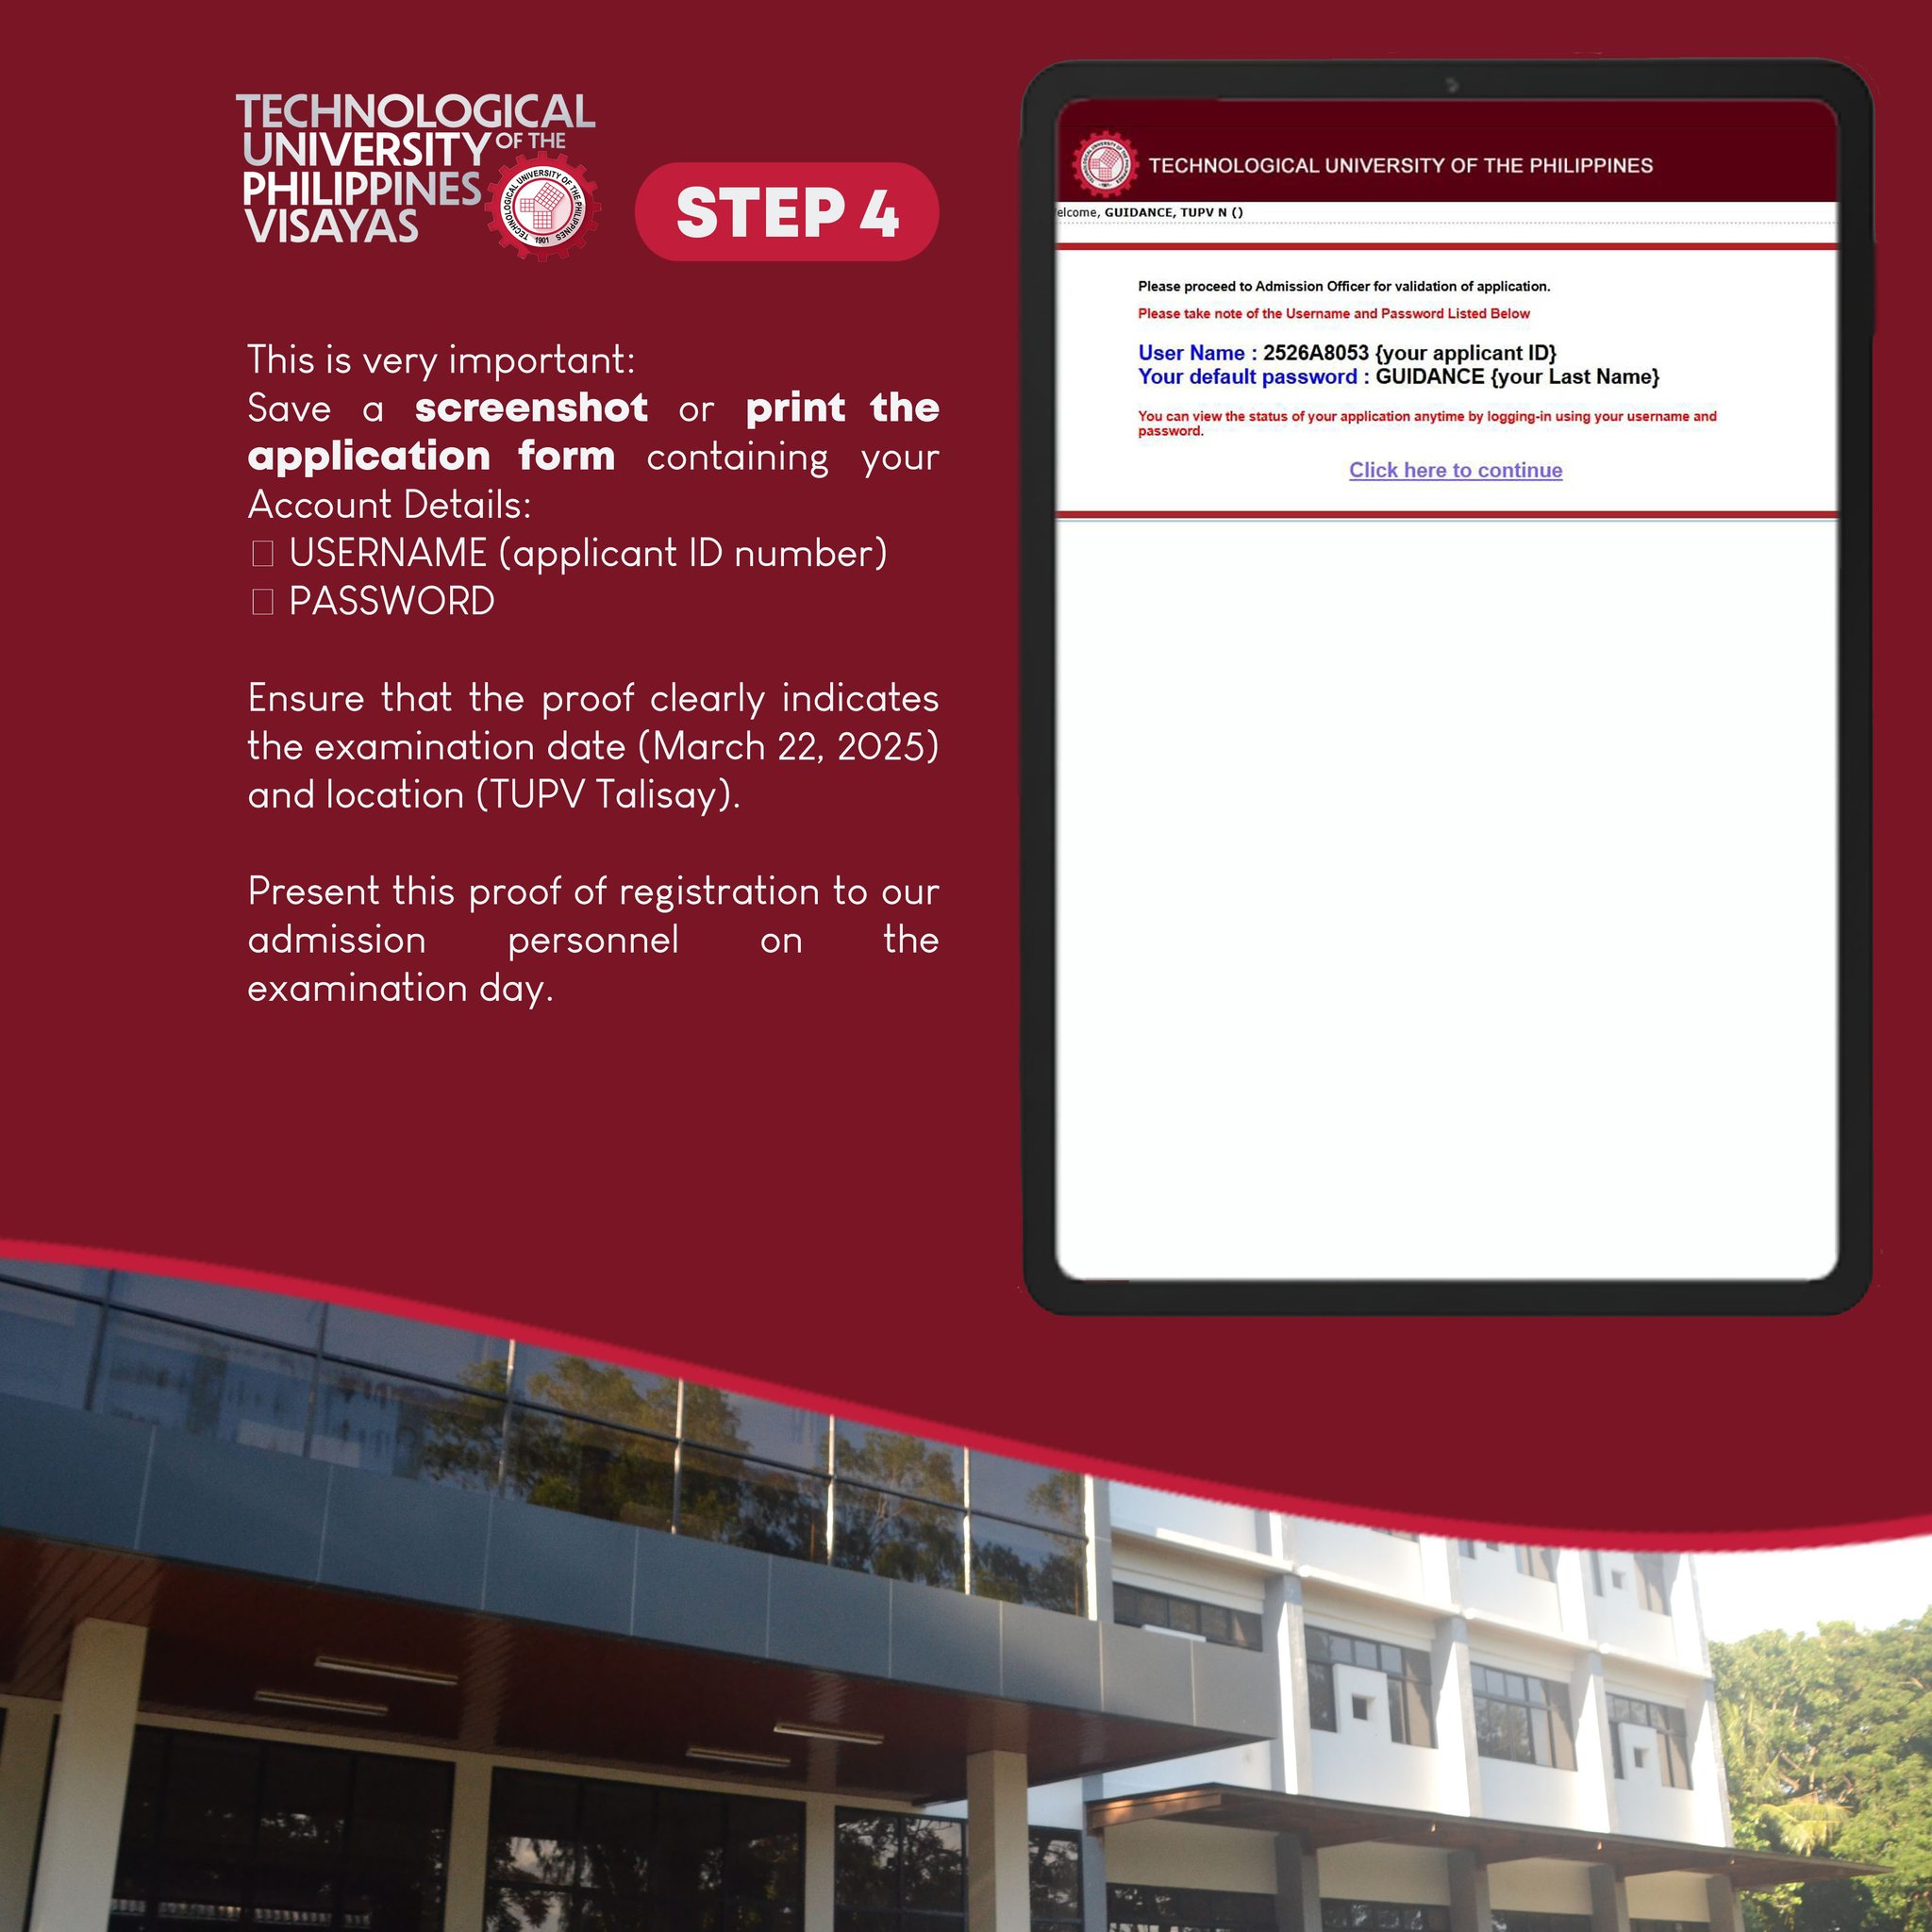 TECHNOLOGICAL
UNIVERSITY OF THE
PHILIPPINES
VISAYAS
TECHNOLOGICAL UNIVERSITY OF THE PHILIPPINES
1901
STEP 4
This is very important:
Save a screenshot or print the
application form containing your
Account Details:
USERNAME (applicant ID number)
PASSWORD
Ensure that the proof clearly indicates
the examination date (March 22, 2025)
and location (TUPV Talisay).
Present this proof of registration to our
admission personnel on the
examination day.
TECHNOLOGICAL UNIVERSITY OF THE PHILIPPINES
elcome, GUIDANCE, TUPV N ()
Please proceed to Admission Officer for validation of application.
Please take note of the Username and Password Listed Below
User Name : 2526A8053 {your applicant ID}
Your default password : GUIDANCE {your Last Name}
You can view the status of your application anytime by logging-in using your username and
password.
Click here to continue